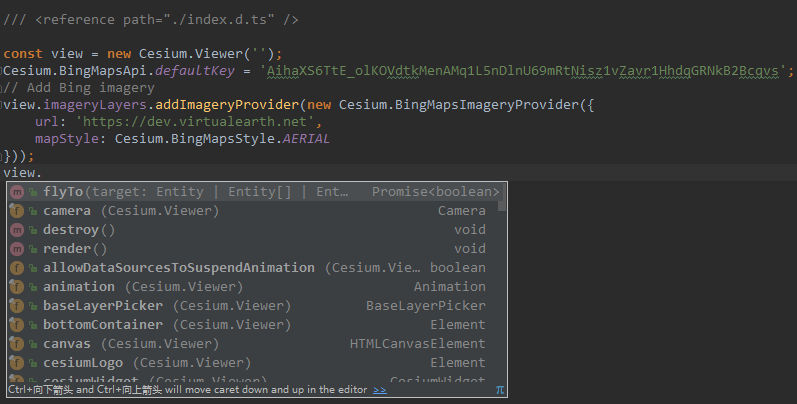 /// <reference path="./index.d.ts" />
const view = new Cesium.Viewer('');
Cesium.BingMapsApi.defaultKey = 'AihaXS6TtE_olKOVdtkMenAMq1L5nDlnU69mRtNisz1vZavr1HhdqGRNkB2Bcqvs';
// Add Bing imagery
view.imageryLayers.addImageryProvider(new Cesium.BingMapsImageryProvider({
url: 'https://dev.virtualearth.net',
mapStyle: Cesium.BingMapsStyle.AERIAL
}));
view.
m flyTo(target: Entity | Entity[] | Ent… Promise<boolean>
f camera (Cesium.Viewer) Camera
m destroy() void
m render() void
f allowDataSourcesToSuspendAnimation (Cesium.Vie… boolean
f animation (Cesium.Viewer) Animation
f baseLayerPicker (Cesium.Viewer) BaseLayerPicker
f bottomContainer (Cesium.Viewer) Element
f canvas (Cesium.Viewer) HTMLCanvasElement
f cesiumLogo (Cesium.Viewer) Element
f cesiumWidget (Cesium.Viewer) CesiumWidget
Ctrl+向下箭头 and Ctrl+向上箭头 will move caret down and up in the editor >> π